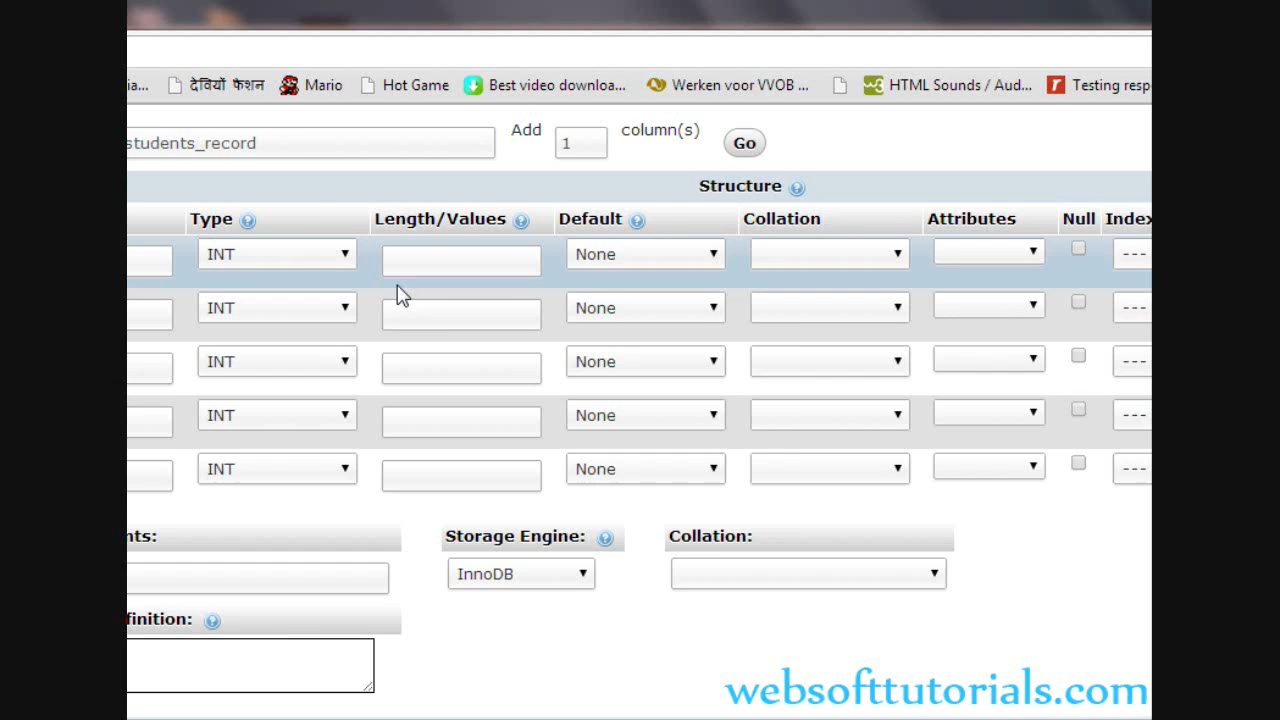 ia... देवियों फैशन Mario Hot Game Best video downloa... Werken voor VVOB ... HTML Sounds / Aud... Testing resp
students_record Add 1 column(s) Go
Structure
Type Length/Values Default Collation Attributes Null Index
INT None ---
INT None ---
INT None ---
INT None ---
INT None ---
nts: Storage Engine: Collation:
InnoDB
finition:
websofttutorials.com